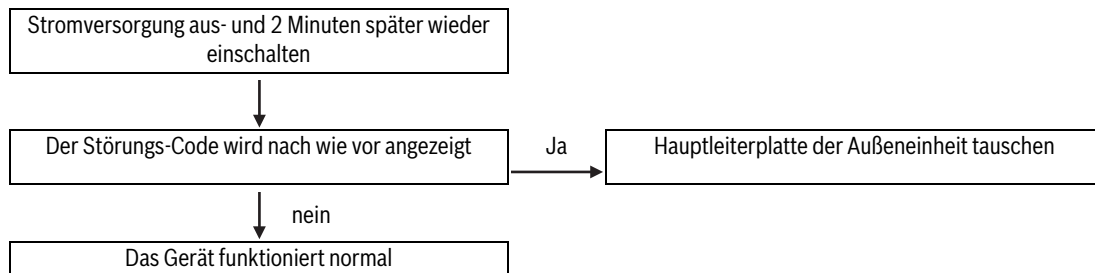 Stromversorgung aus- und 2 Minuten später wieder
einschalten
Der Störungs-Code wird nach wie vor angezeigt
Ja
Hauptleiterplatte der Außeneinheit tauschen
nein
Das Gerät funktioniert normal